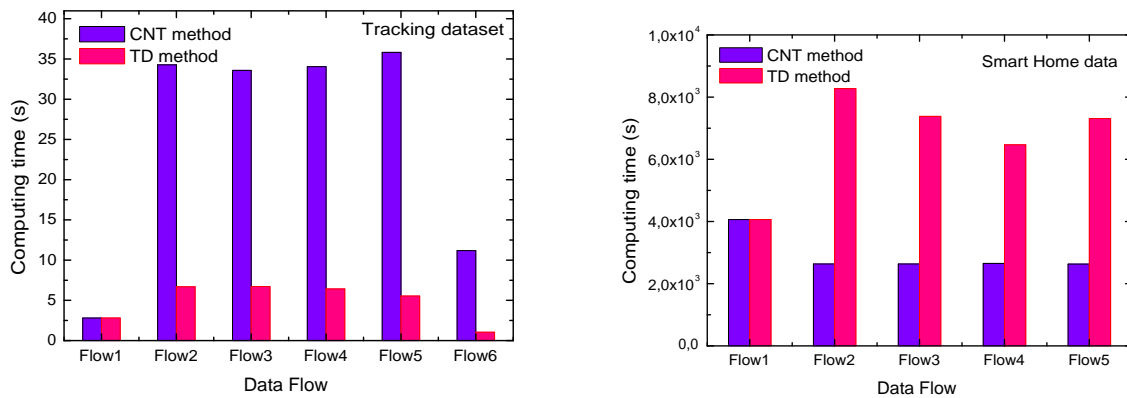 40
35
30
25
20
15
10
5
0
Computing time (s)
CNT method
TD method
Tracking dataset
Flow1 Flow2 Flow3 Flow4 Flow5 Flow6
Data Flow
1,0x10⁴
8,0x10³
6,0x10³
4,0x10³
2,0x10³
0,0
Computing time (s)
CNT method
TD method
Smart Home data
Flow1 Flow2 Flow3 Flow4 Flow5
Data Flow